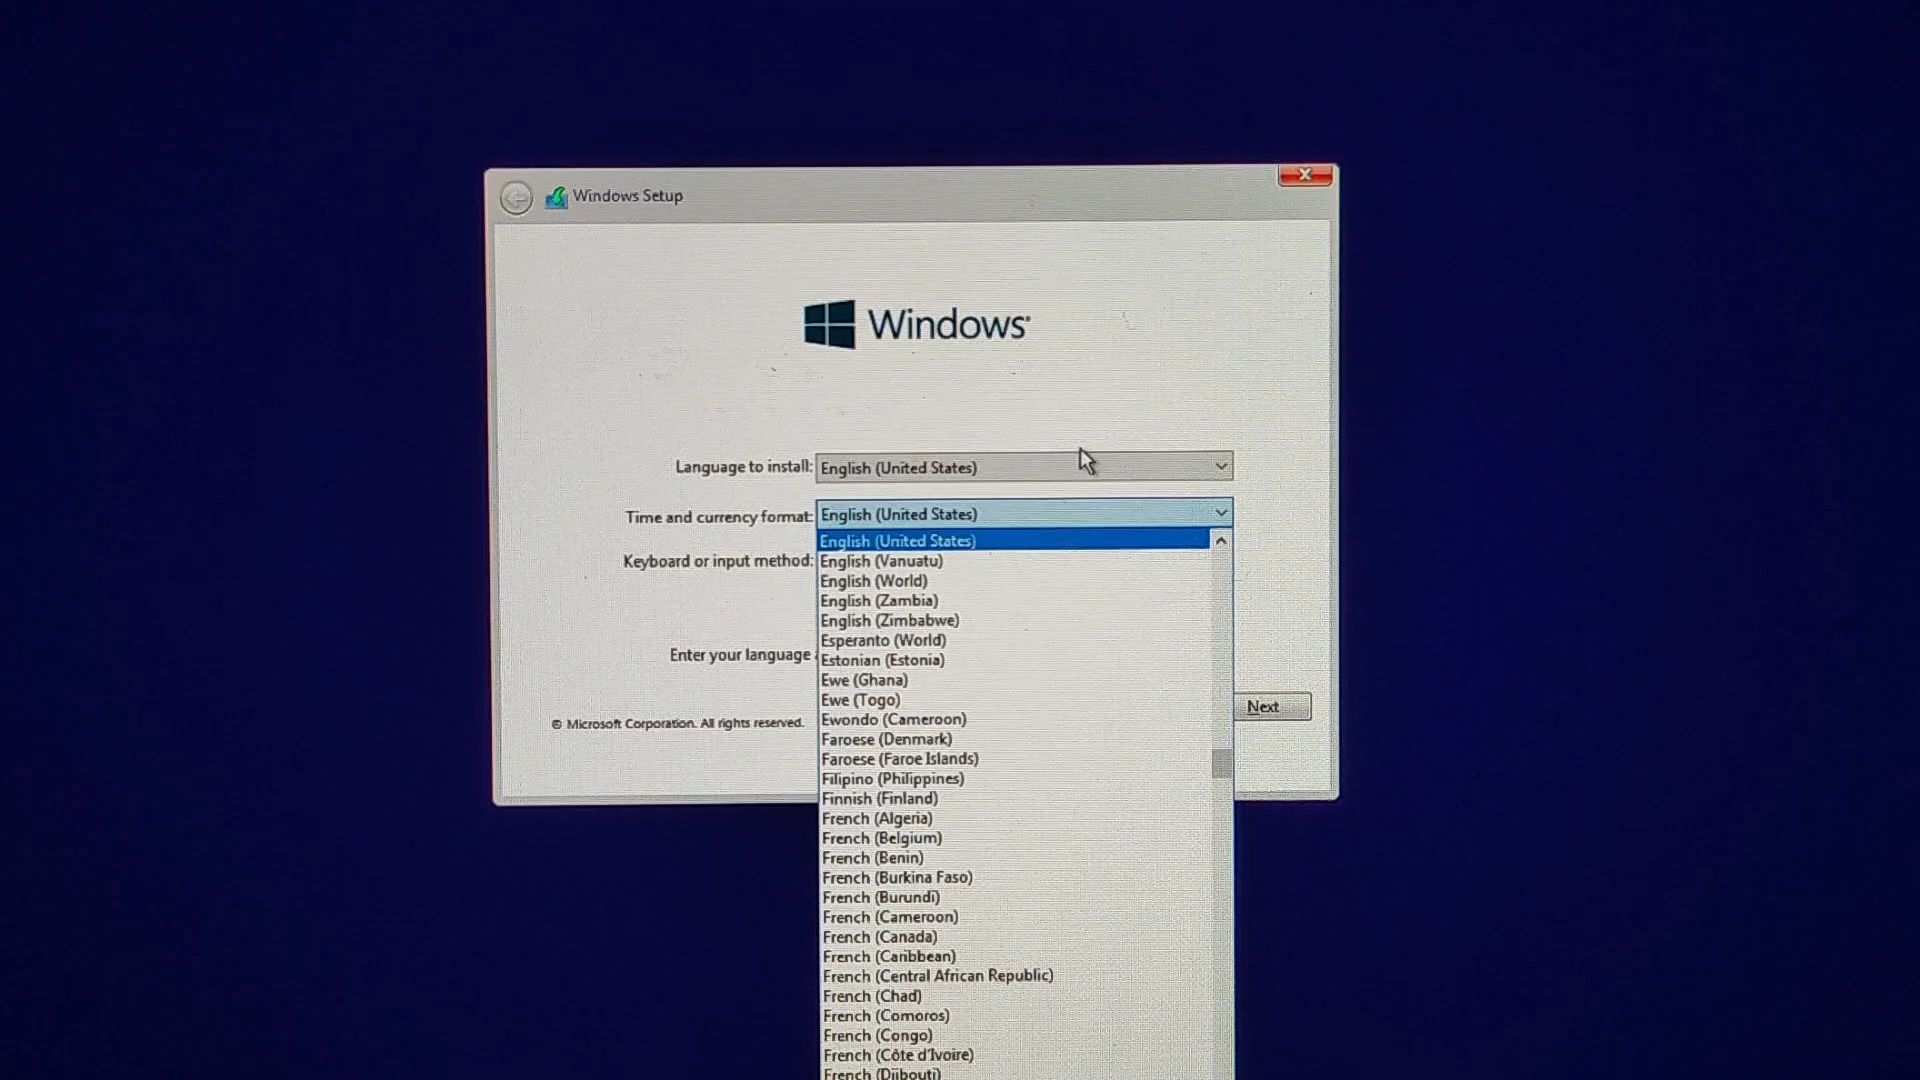 Windows Setup
Windows
Language to install: English (United States)
Time and currency format: English (United States)
English (United States)
Keyboard or input method:
English (Vanuatu)
English (World)
English (Zambia)
English (Zimbabwe)
Esperanto (World)
Enter your language
Estonian (Estonia)
Ewe (Ghana)
Ewe (Togo)
Next
© Microsoft Corporation. All rights reserved.
Ewondo (Cameroon)
Faroese (Denmark)
Faroese (Faroe Islands)
Filipino (Philippines)
Finnish (Finland)
French (Algeria)
French (Belgium)
French (Benin)
French (Burkina Faso)
French (Burundi)
French (Cameroon)
French (Canada)
French (Caribbean)
French (Central African Republic)
French (Chad)
French (Comoros)
French (Congo)
French (Côte d'Ivoire)
French (Djibouti)